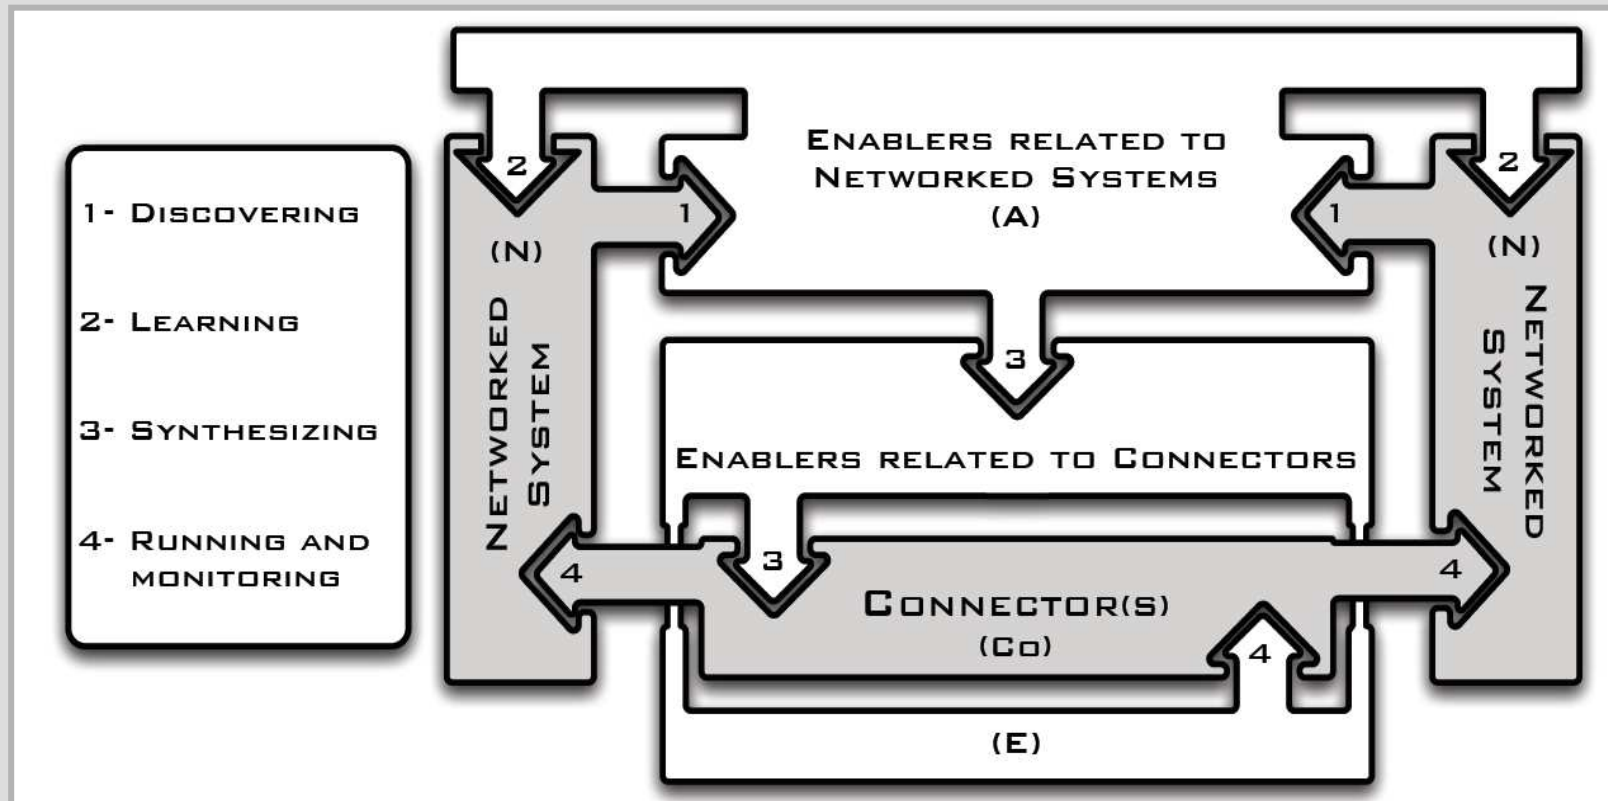 1- Discovering
2- Learning
3- Synthesizing
4- Running and
monitoring
2
1
(N)
Networked
System
4
Enablers related to
Networked Systems
(A)
3
Enablers related to Connectors
3
Connector(s)
(Co)
4
(E)
2
1
(N)
Networked
System
4